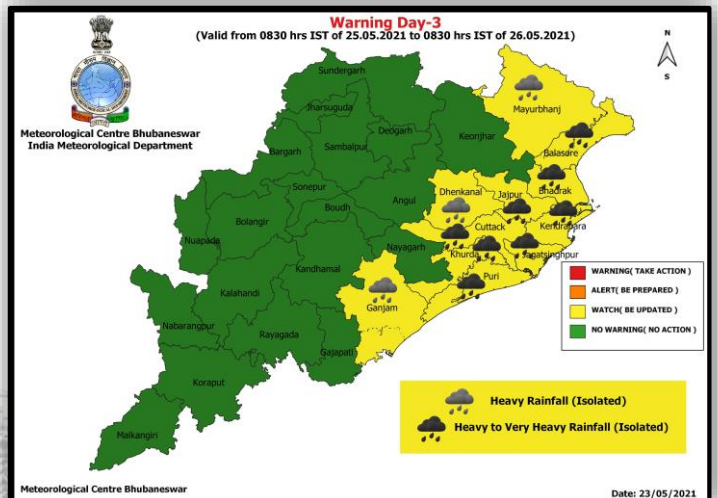 Warning Day-3
(Valid from 0830 hrs IST of 25.05.2021 to 0830 hrs IST of 26.05.2021)
N
S
Meteorological Centre Bhubaneswar
India Meteorological Department
Sundergarh
Jharsuguda
Mayurbhanj
Deogarh
Keonjhar
Bargarh
Sambalpur
Balasore
Sonepur
Dhenkanal
Jajpur
Bhadrak
Boudh
Angul
Bolangir
Cuttack
Kendrapara
Nuapada
Nayagarh
Khurda
Jagatsinghpur
Kandhamal
Puri
Kalahandi
Ganjam
Nabarangpur
Rayagada
Gajapati
Koraput
Malkangiri
WARNING( TAKE ACTION )
ALERT( BE PREPARED )
WATCH( BE UPDATED )
NO WARNING( NO ACTION )
Heavy Rainfall (Isolated)
Heavy to Very Heavy Rainfall (Isolated)
Meteorological Centre Bhubaneswar
Date: 23/05/2021